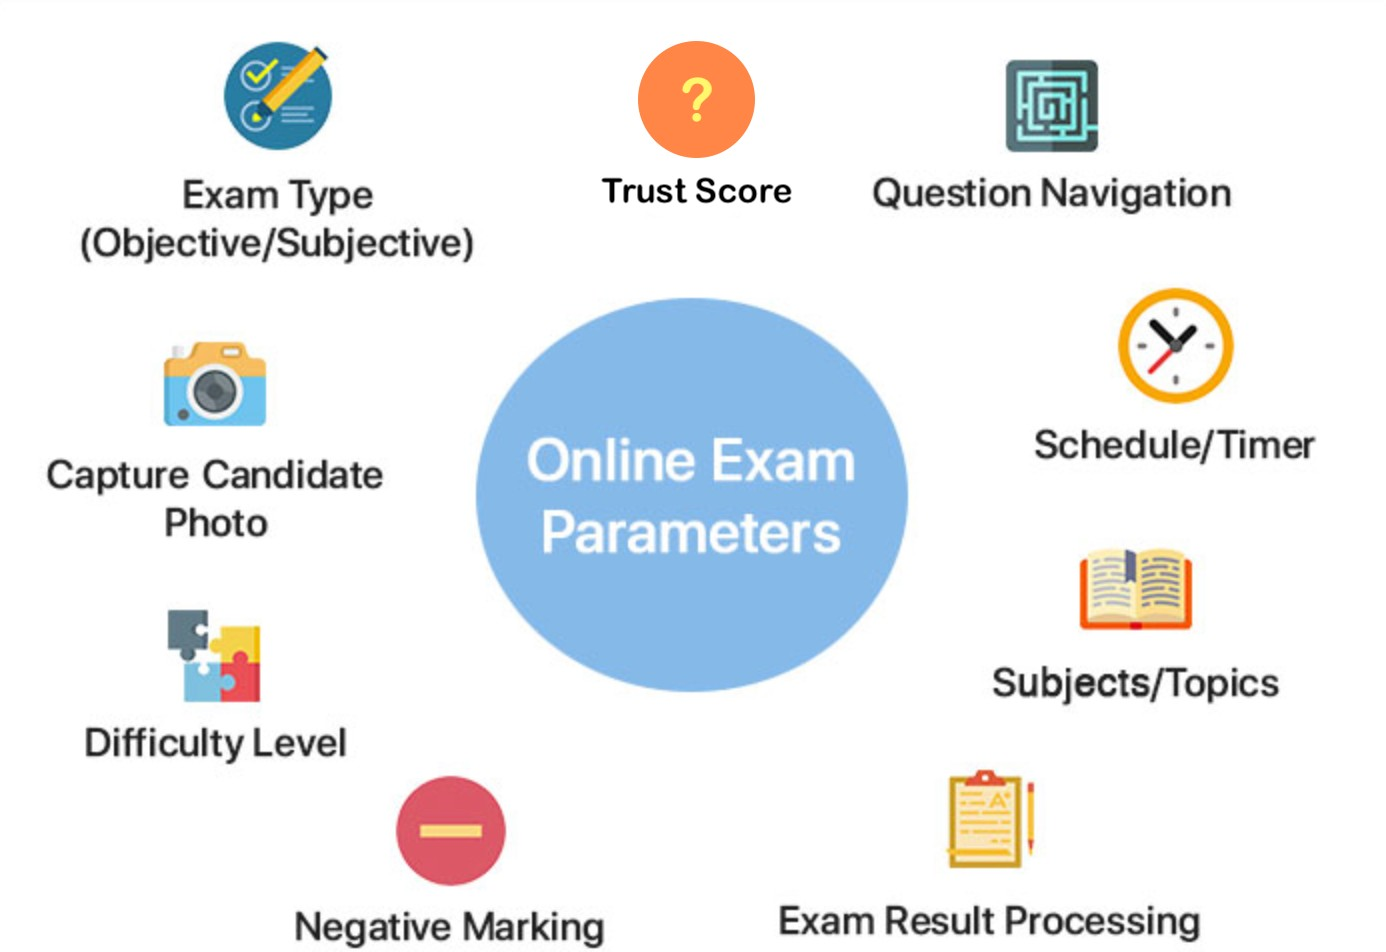 Exam Type
(Objective/Subjective)
?
Trust Score
Question Navigation
Capture Candidate
Photo
Online Exam
Parameters
Schedule/Timer
Difficulty Level
Subjects/Topics
Negative Marking
A+
Exam Result Processing